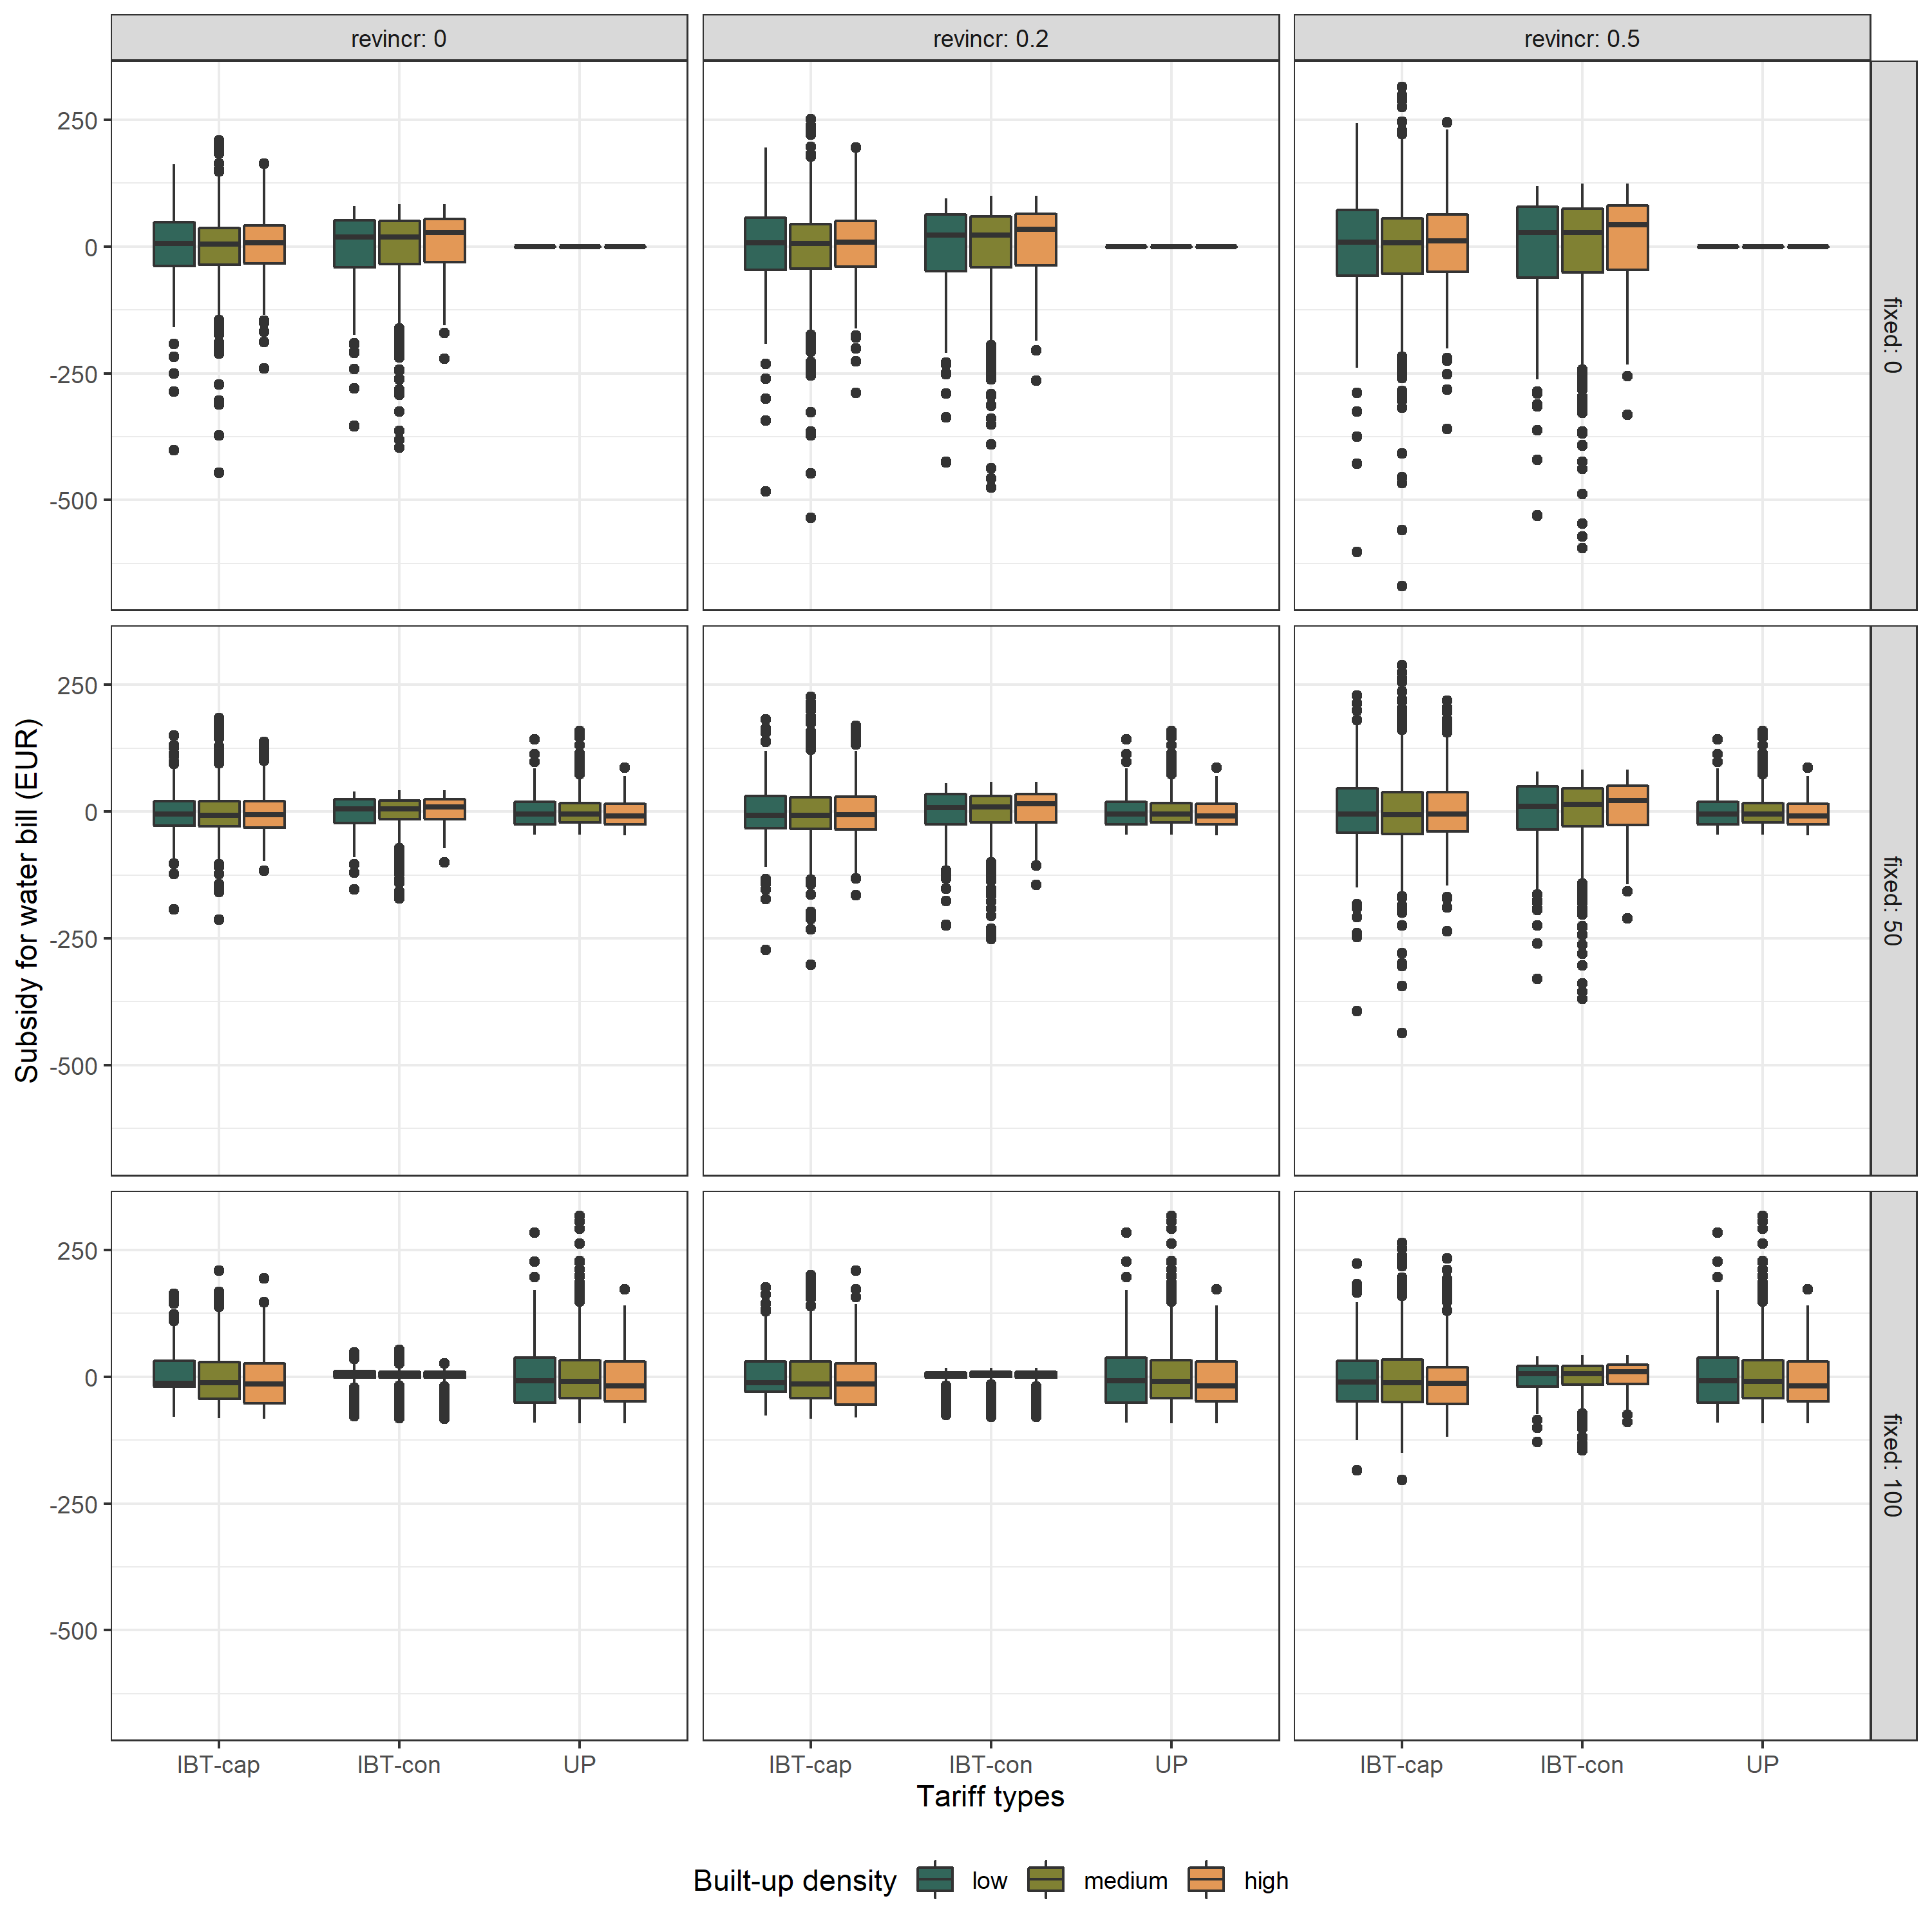 revincr: 0 revincr: 0.2 revincr: 0.5
250
0
-250
-500
fixed: 0
Subsidy for water bill (EUR)
250
0
-250
-500
fixed: 50
250
0
-250
-500
fixed: 100
IBT-cap IBT-con UP IBT-cap IBT-con UP IBT-cap IBT-con UP
Tariff types
Built-up density low medium high